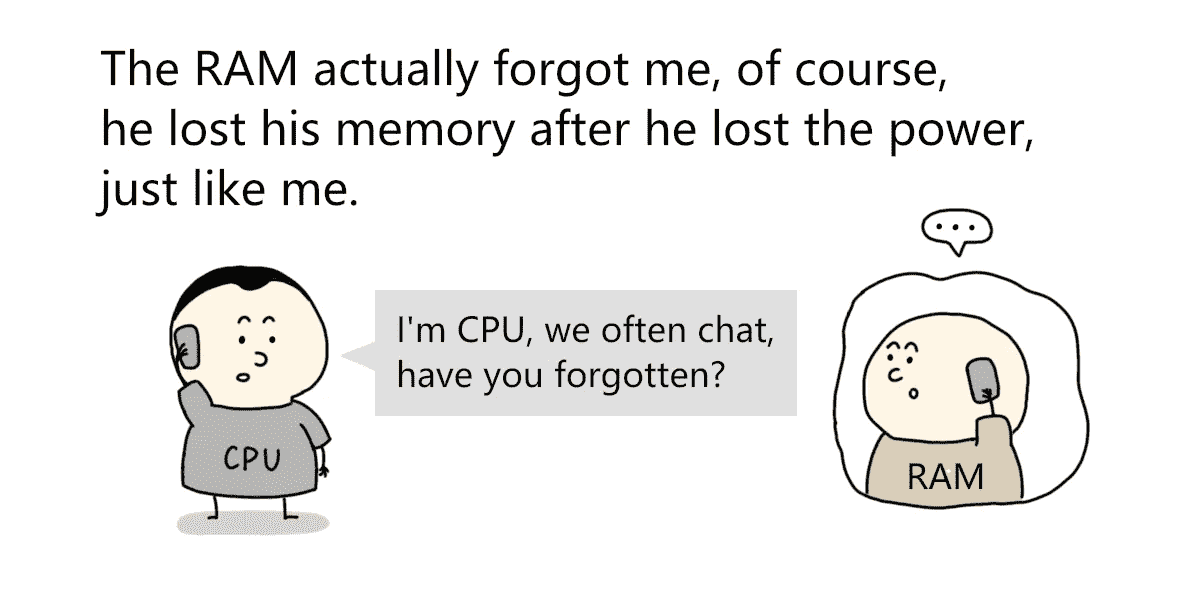 The RAM actually forgot me, of course,
he lost his memory after he lost the power,
just like me.
...
I'm CPU, we often chat,
have you forgotten?
CPU
RAM